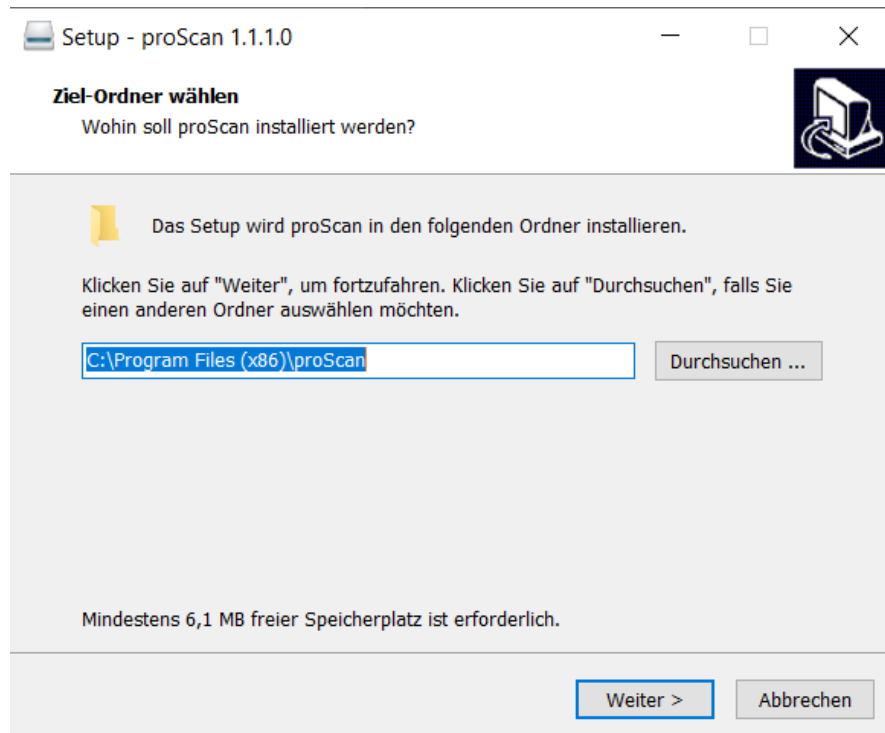 Setup - proScan 1.1.1.0
Ziel-Ordner wählen
Wohin soll proScan installiert werden?
Das Setup wird proScan in den folgenden Ordner installieren.
Klicken Sie auf "Weiter", um fortzufahren. Klicken Sie auf "Durchsuchen", falls Sie
einen anderen Ordner auswählen möchten.
C:\Program Files (x86)\proScan
Durchsuchen ...
Mindestens 6,1 MB freier Speicherplatz ist erforderlich.
Weiter >
Abbrechen